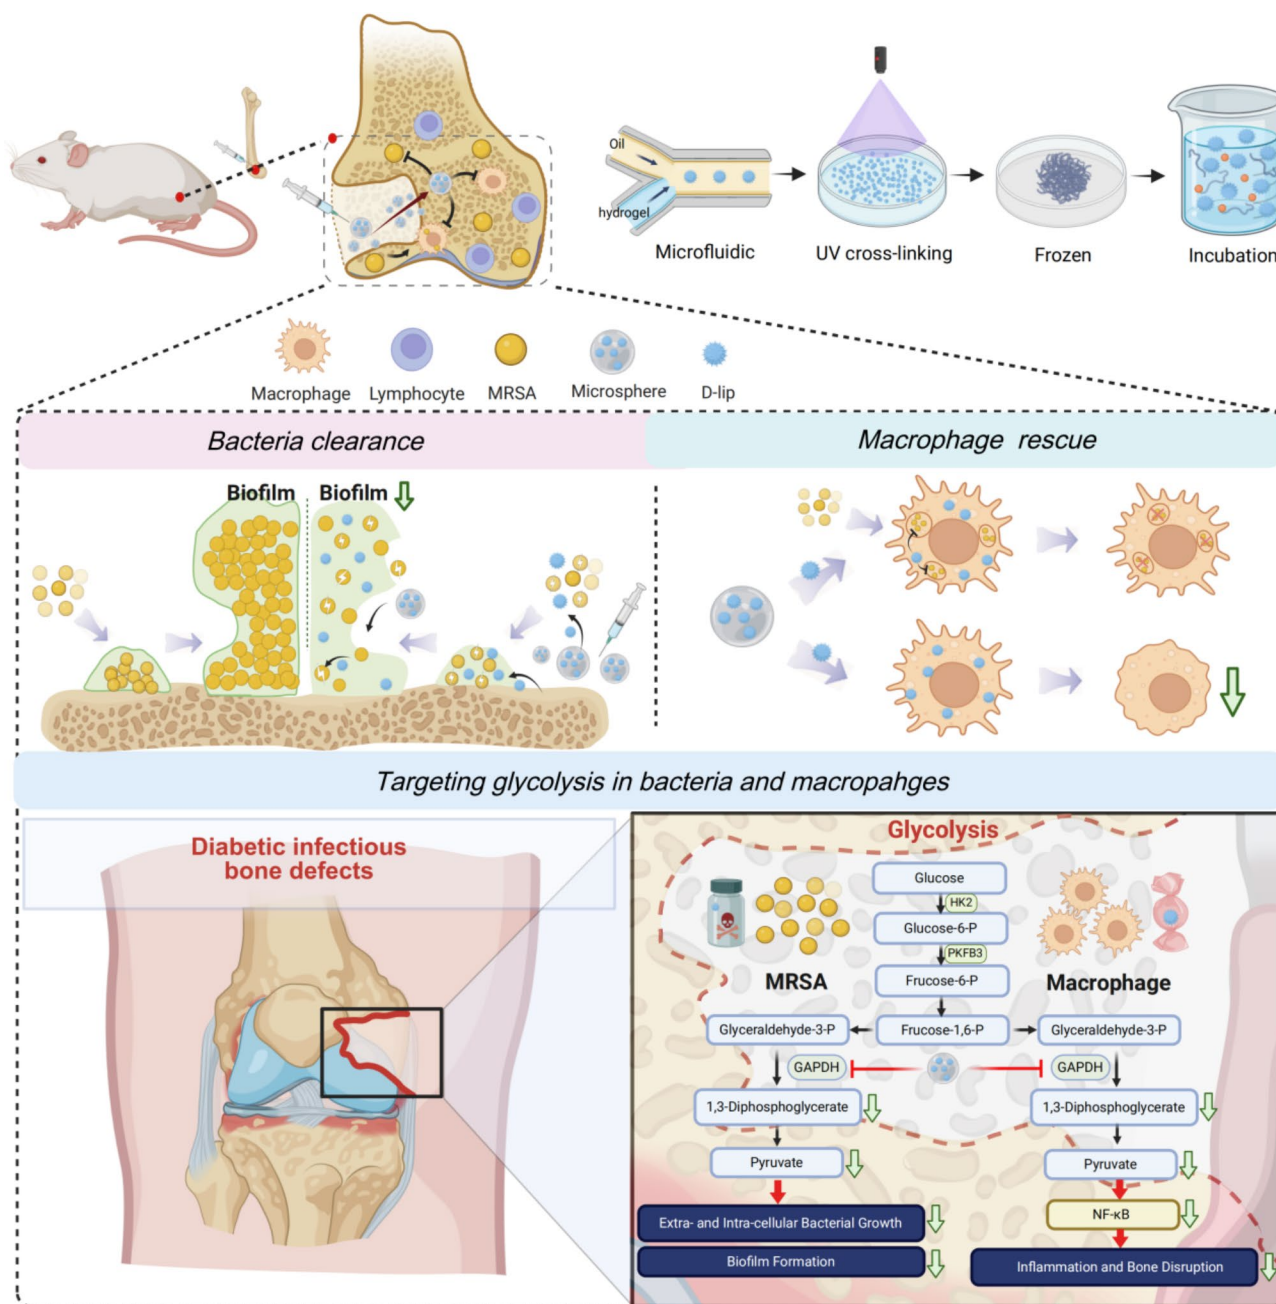 Oil
hydrogel
Microfluidic
UV cross-linking
Frozen
Incubation
Macrophage
Lymphocyte
MRSA
Microsphere
D-lip
Bacteria clearance
Macrophage rescue
Biofilm
Biofilm
Targeting glycolysis in bacteria and macropahges
Diabetic infectious
bone defects
Glycolysis
Glucose
HK2
Glucose-6-P
PKFB3
Frucose-6-P
MRSA
Macrophage
Glyceraldehyde-3-P
Frucose-1,6-P
Glyceraldehyde-3-P
GAPDH
GAPDH
1,3-Diphosphoglycerate
1,3-Diphosphoglycerate
Pyruvate
Pyruvate
Extra- and Intra-cellular Bacterial Growth
NF-κB
Biofilm Formation
Inflammation and Bone Disruption